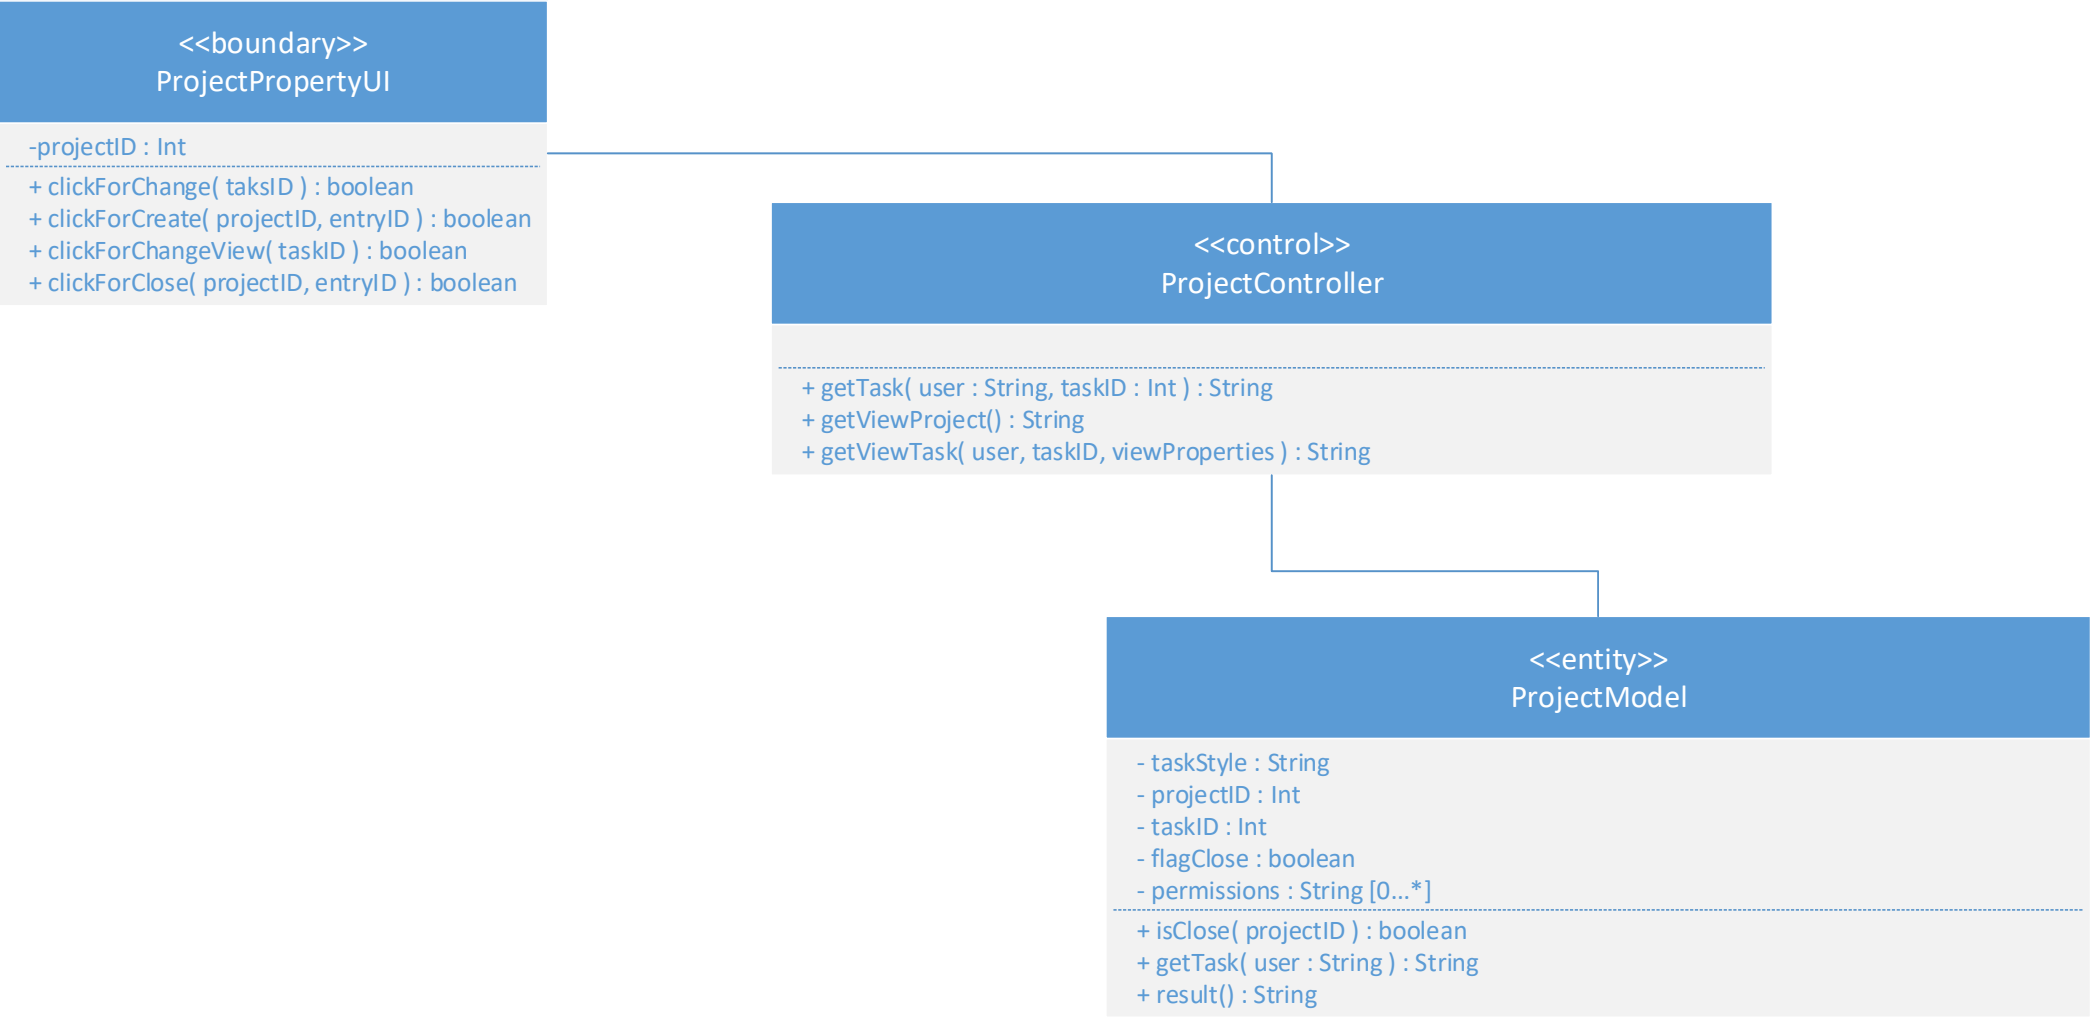 <<boundary>>
ProjectPropertyUI
-projectID : Int
+ clickForChange( taksID ) : boolean
+ clickForCreate( projectID, entryID ) : boolean
+ clickForChangeView( taskID ) : boolean
+ clickForClose( projectID, entryID ) : boolean
<<control>>
ProjectController
+ getTask( user : String, taskID : Int ) : String
+ getViewProject() : String
+ getViewTask( user, taskID, viewProperties ) : String
<<entity>>
ProjectModel
- taskStyle : String
- projectID : Int
- taskID : Int
- flagClose : boolean
- permissions : String [0...*]
+ isClose( projectID ) : boolean
+ getTask( user : String ) : String
+ result() : String